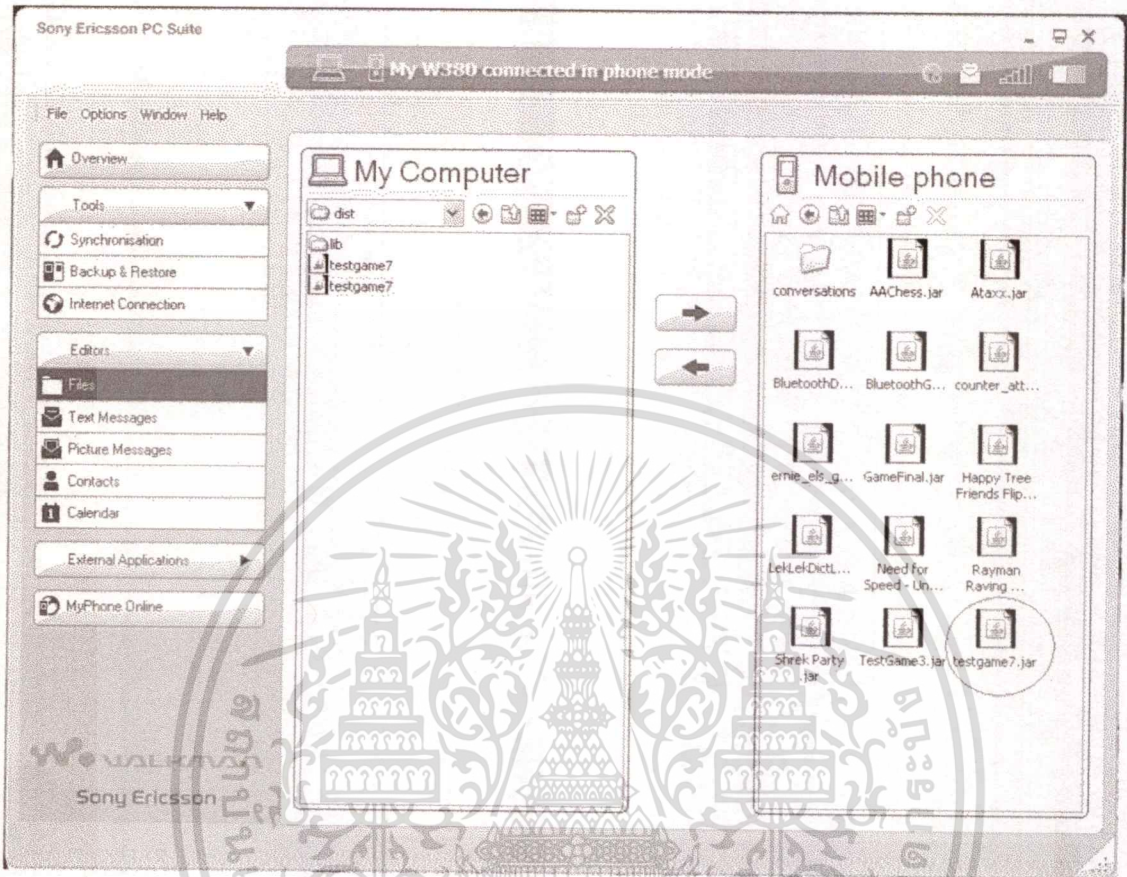 Sony Ericsson PC Suite
My W380 connected in phone mode
File Options Window Help
Overview
Tools
Synchronisation
Backup & Restore
Internet Connection
Editors
Files
Text Messages
Picture Messages
Contacts
Calendar
External Applications
MyPhone Online
WALKMAN
Sony Ericsson
My Computer
dist
lib
testgame7
testgame7
Mobile phone
conversations AAChess.jar Ataxx.jar
BluetoothD... BluetoothG... counter_att...
ernie_els_g... GameFinal.jar Happy Tree
Friends Flip...
LekLekDictL... Need for Rayman
Speed - Un... Raving ...
Shrek Party TestGame3.jar testgame7.jar
.jar